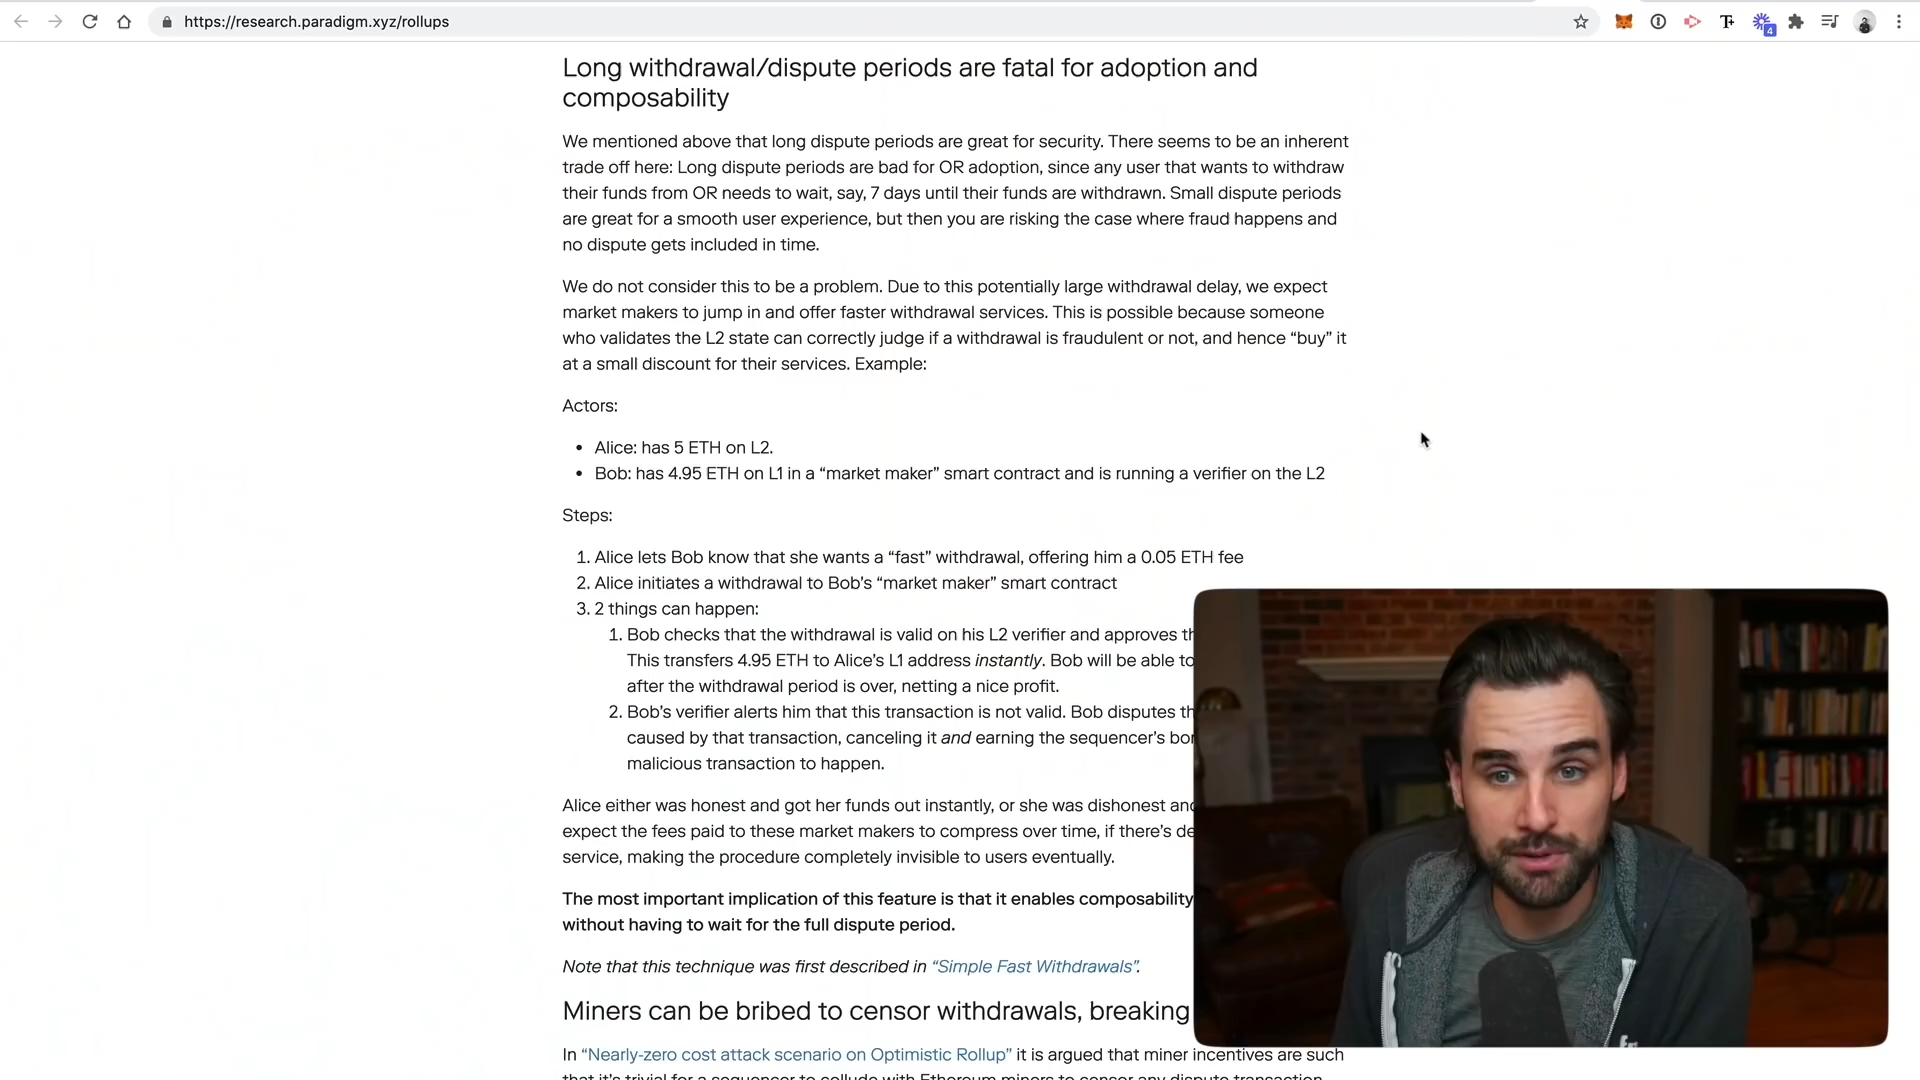 https://research.paradigm.xyz/rollups
4
Long withdrawal/dispute periods are fatal for adoption and
composability
We mentioned above that long dispute periods are great for security. There seems to be an inherent
trade off here: Long dispute periods are bad for OR adoption, since any user that wants to withdraw
their funds from OR needs to wait, say, 7 days until their funds are withdrawn. Small dispute periods
are great for a smooth user experience, but then you are risking the case where fraud happens and
no dispute gets included in time.
We do not consider this to be a problem. Due to this potentially large withdrawal delay, we expect
market makers to jump in and offer faster withdrawal services. This is possible because someone
who validates the L2 state can correctly judge if a withdrawal is fraudulent or not, and hence “buy” it
at a small discount for their services. Example:
Actors:
• Alice: has 5 ETH on L2.
• Bob: has 4.95 ETH on L1 in a “market maker” smart contract and is running a verifier on the L2
Steps:
1. Alice lets Bob know that she wants a “fast” withdrawal, offering him a 0.05 ETH fee
2. Alice initiates a withdrawal to Bob’s “market maker” smart contract
3. 2 things can happen:
1. Bob checks that the withdrawal is valid on his L2 verifier and approves
This transfers 4.95 ETH to Alice’s L1 address instantly. Bob will be able to
after the withdrawal period is over, netting a nice profit.
2. Bob’s verifier alerts him that this transaction is not valid. Bob disputes
caused by that transaction, canceling it and earning the sequencer’s
malicious transaction to happen.
Alice either was honest and got her funds out instantly, or she was dishonest
expect the fees paid to these market makers to compress over time, if there’s
service, making the procedure completely invisible to users eventually.
The most important implication of this feature is that it enables composability
without having to wait for the full dispute period.
Note that this technique was first described in “Simple Fast Withdrawals”.
Miners can be bribed to censor withdrawals, breaking
In “Nearly-zero cost attack scenario on Optimistic Rollup” it is argued that miner incentives are such
that it’s trivial for a sequencer to collude with Ethereum miners to censor any dispute transaction